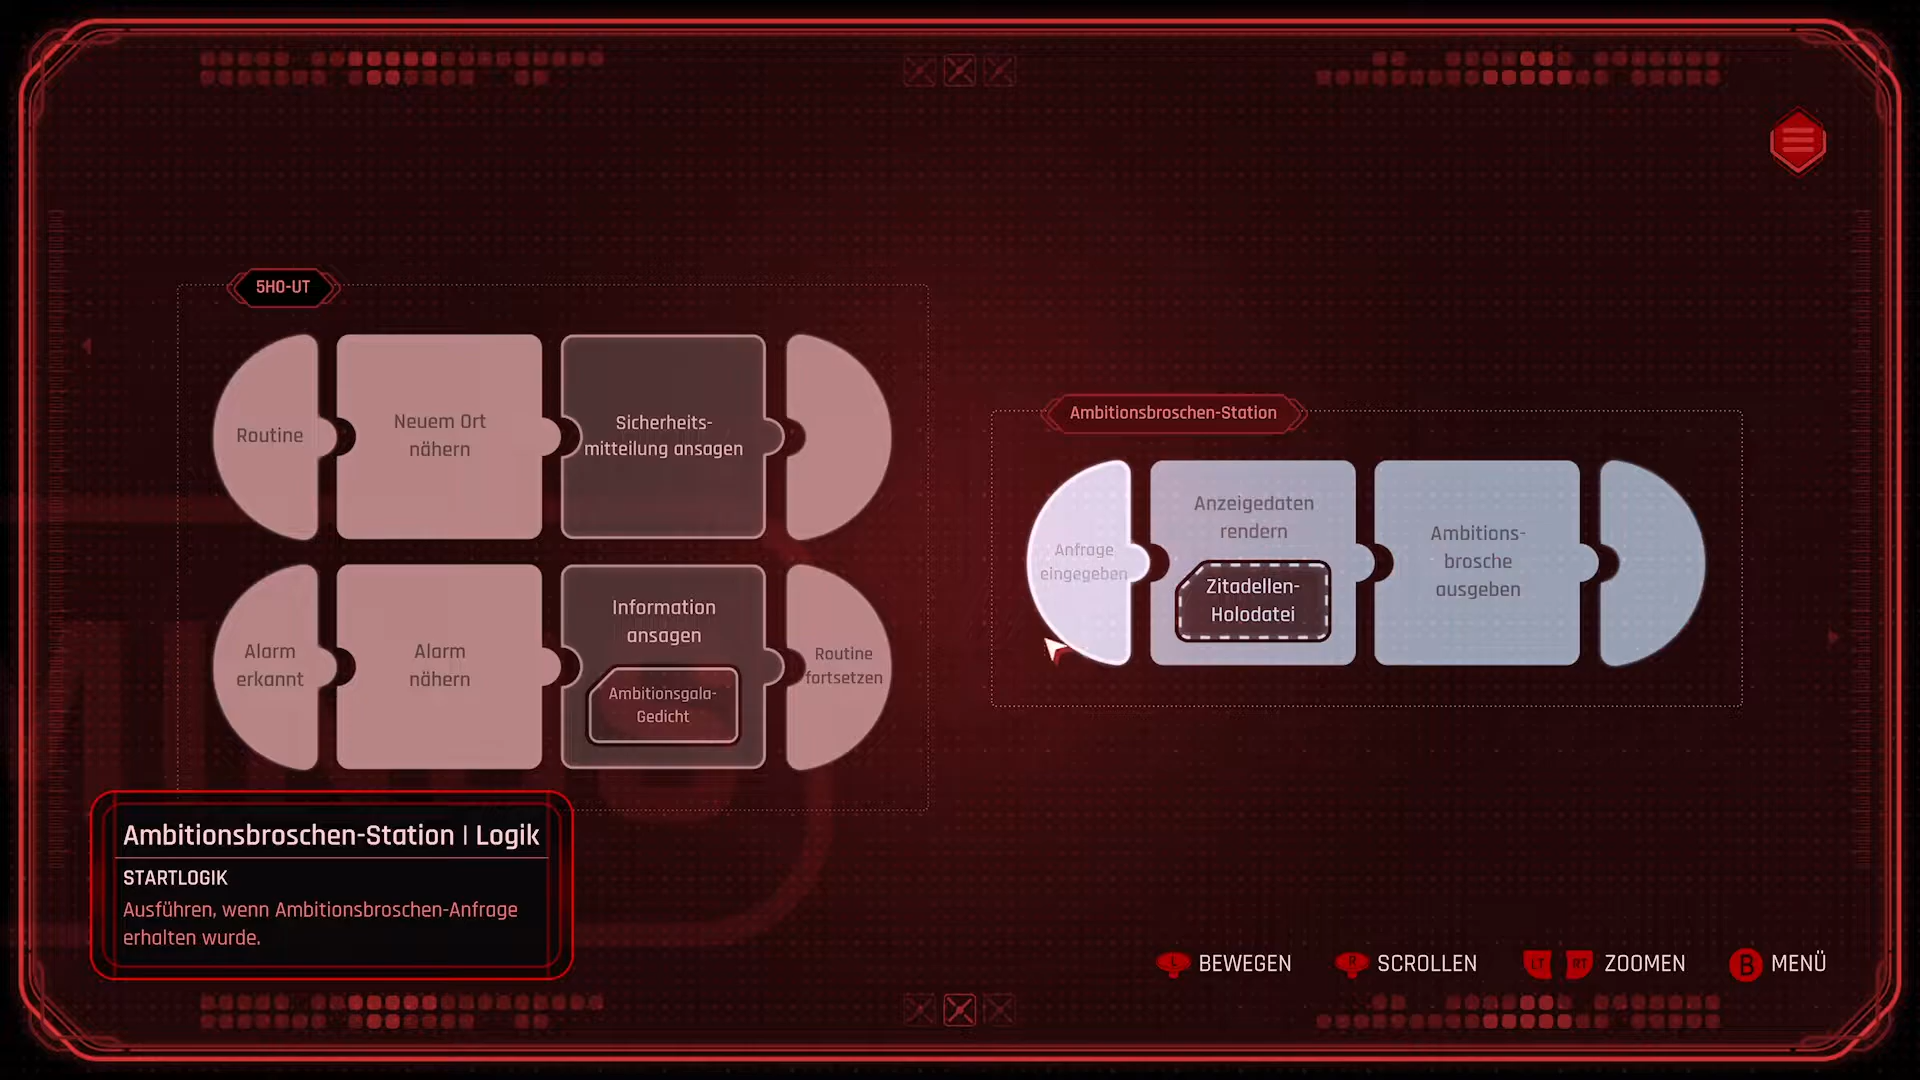 5HO-UT
Routine
Neuem Ort
nähern
Sicherheits-
mitteilung ansagen
Alarm
erkannt
Alarm
nähern
Information
ansagen
Ambitionsgala-
Gedicht
Routine
fortsetzen
Ambitionsbroschen-Station
Anfrage
eingegeben
Anzeigedaten
rendern
Zitadellen-
Holodatei
Ambitions-
brosche
ausgeben
Ambitionsbroschen-Station | Logik
STARTLOGIK
Ausführen, wenn Ambitionsbroschen-Anfrage
erhalten wurde.
L BEWEGEN R SCROLLEN LT RT ZOOMEN B MENÜ